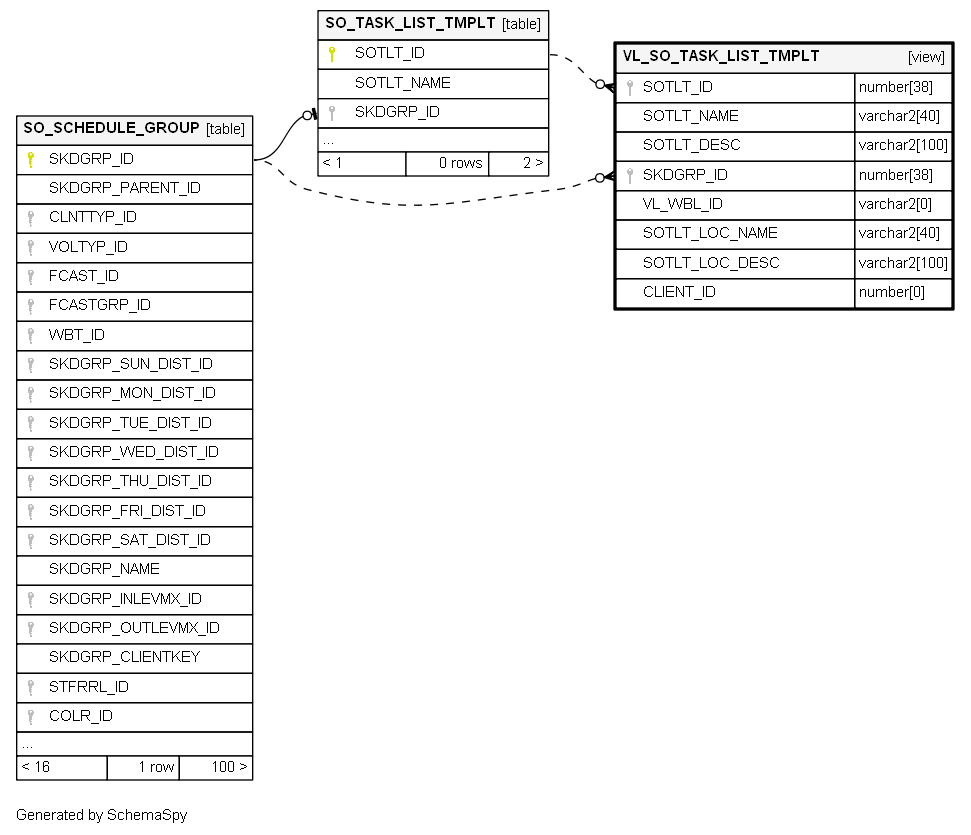 SO_TASK_LIST_TMPLT [table]
SOTLT_ID
SOTLT_NAME
SKDGRP_ID
...
< 1 0 rows 2 >
VL_SO_TASK_LIST_TMPLT [view]
SOTLT_ID number[38]
SOTLT_NAME varchar2[40]
SOTLT_DESC varchar2[100]
SKDGRP_ID number[38]
VL_WBL_ID varchar2[0]
SOTLT_LOC_NAME varchar2[40]
SOTLT_LOC_DESC varchar2[100]
CLIENT_ID number[0]
SO_SCHEDULE_GROUP [table]
SKDGRP_ID
SKDGRP_PARENT_ID
CLNTTYP_ID
VOLTYP_ID
FCAST_ID
FCASTGRP_ID
WBT_ID
SKDGRP_SUN_DIST_ID
SKDGRP_MON_DIST_ID
SKDGRP_TUE_DIST_ID
SKDGRP_WED_DIST_ID
SKDGRP_THU_DIST_ID
SKDGRP_FRI_DIST_ID
SKDGRP_SAT_DIST_ID
SKDGRP_NAME
SKDGRP_INLEVMX_ID
SKDGRP_OUTLEVMX_ID
SKDGRP_CLIENTKEY
STFRRL_ID
COLR_ID
...
< 16 1 row 100 >
Generated by SchemaSpy